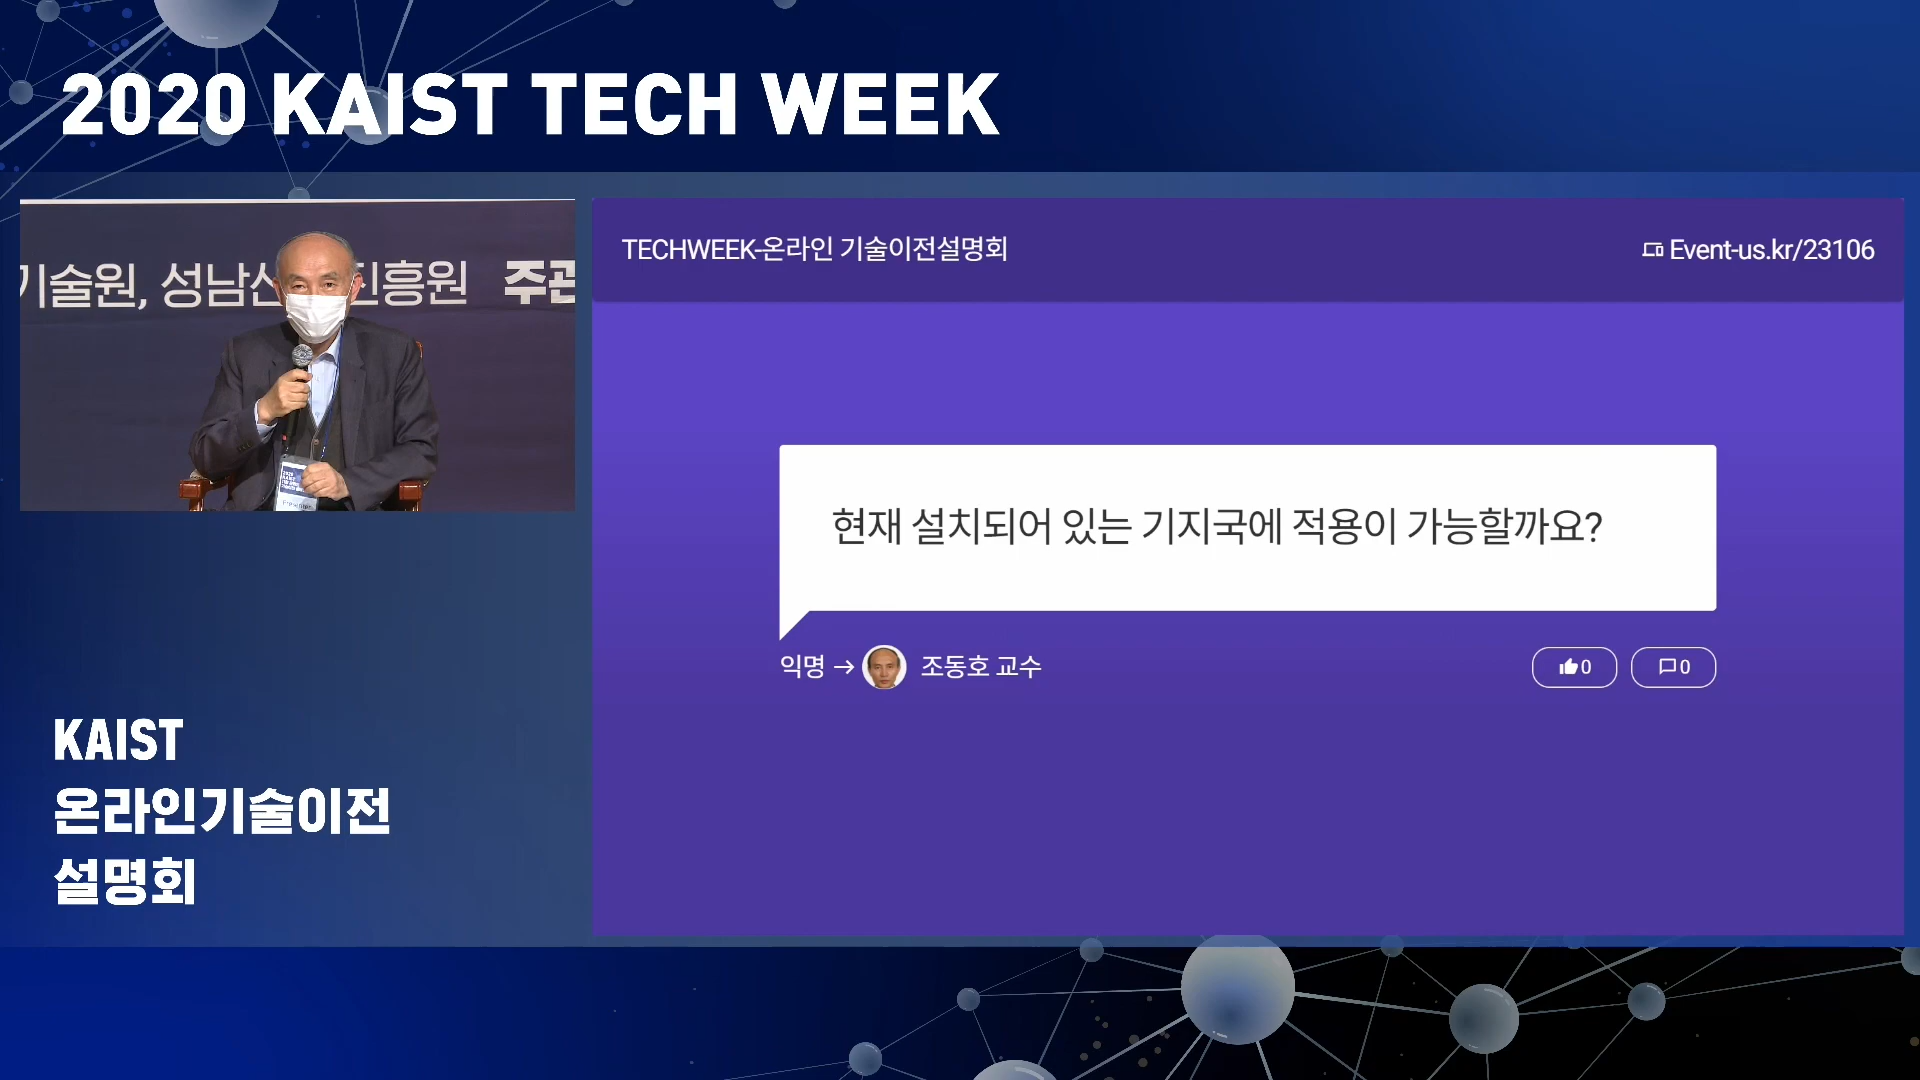 2020 KAIST TECH WEEK
기술원, 성남산 진흥원 주관
TECHWEEK-온라인 기술이전설명회
Event-us.kr/23106
현재 설치되어 있는 기지국에 적용이 가능할까요?
익명 → 조동호 교수
0
0
KAIST
온라인기술이전
설명회